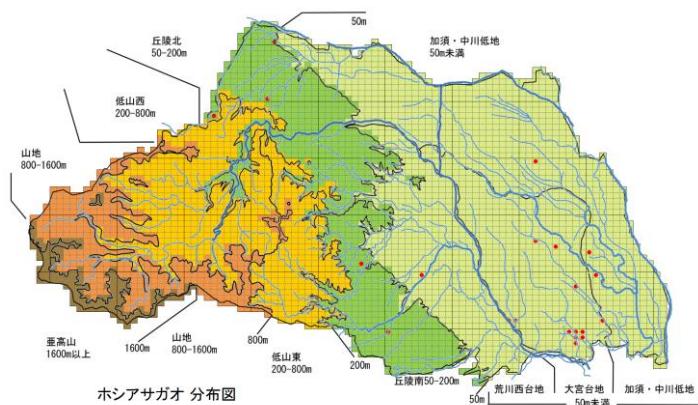 50m
丘陵北
50-200m
加須・中川低地
50m未満
低山西
200-800m
山地
800-1600m
亜高山
1600m以上
1600m
山地
800-1600m
800m
低山東
200-800m
200m
丘陵南50-200m
50m
荒川西台地
大宮台地
加須・中川低地
50m未満
ホシアサガオ 分布図